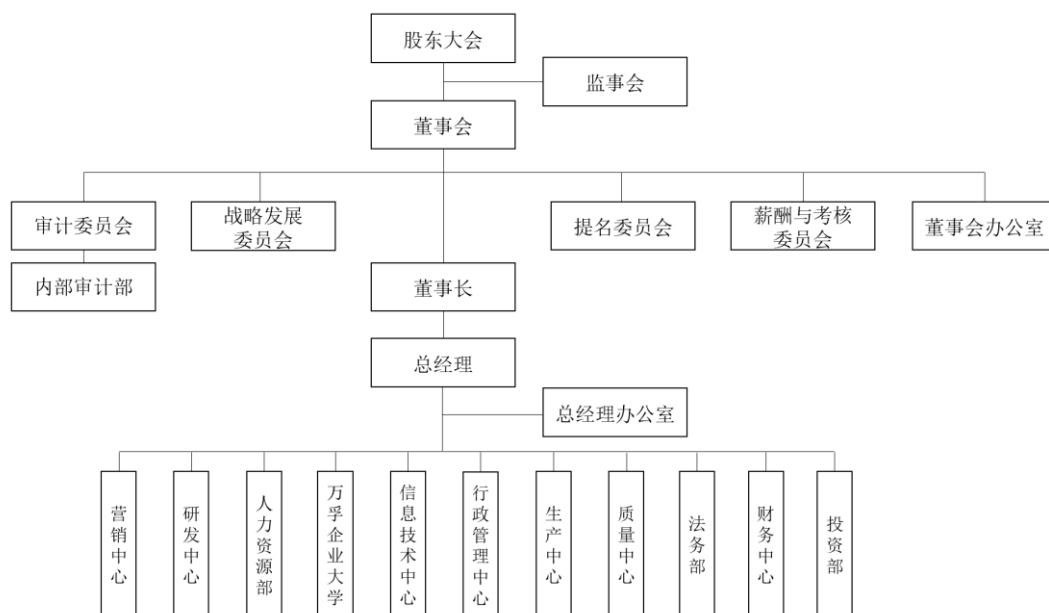 股东大会
监事会
董事会
审计委员会
战略发展
委员会
提名委员会
薪酬与考核
委员会
董事会办公室
内部审计部
董事长
总经理
总经理办公室
营销中心
研发中心
人力资源部
万孚企业大学
信息技术中心
行政管理中心
生产中心
质量中心
法务部
财务中心
投资部